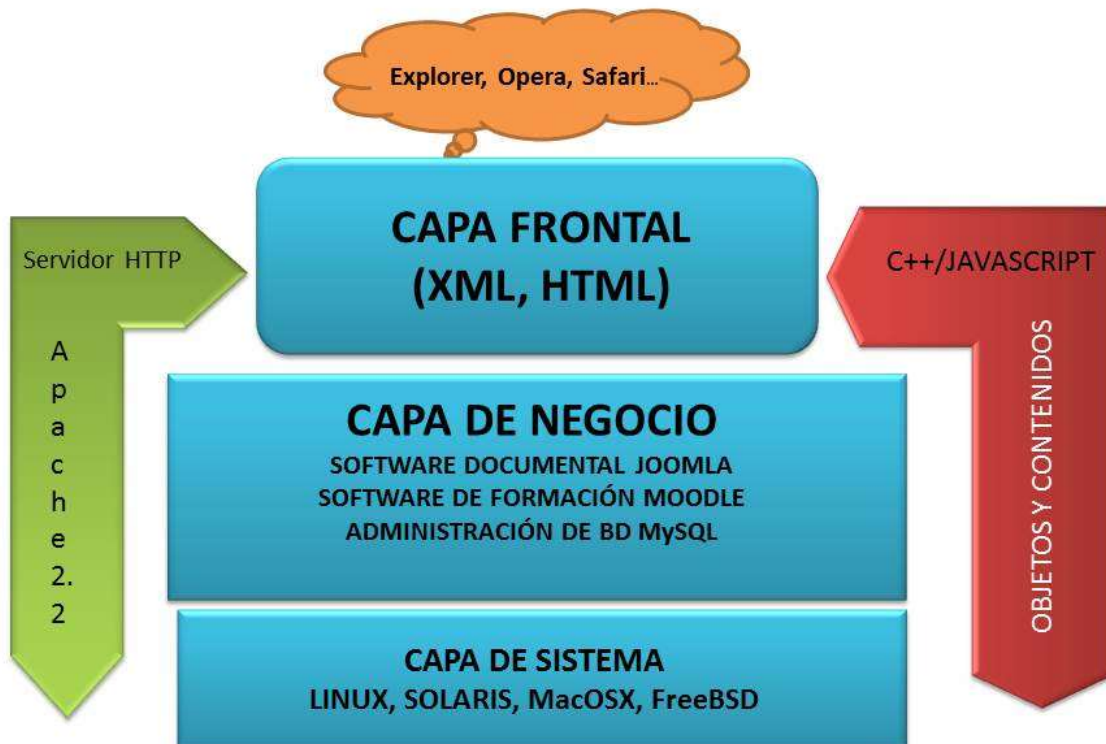 Explorer, Opera, Safari...
CAPA FRONTAL
(XML, HTML)
Servidor HTTP
Apache2.2
C++/JAVASCRIPT
OBJETOS Y CONTENIDOS
CAPA DE NEGOCIO
SOFTWARE DOCUMENTAL JOOMLA
SOFTWARE DE FORMACIÓN MOODLE
ADMINISTRACIÓN DE BD MySQL
CAPA DE SISTEMA
LINUX, SOLARIS, MacOSX, FreeBSD